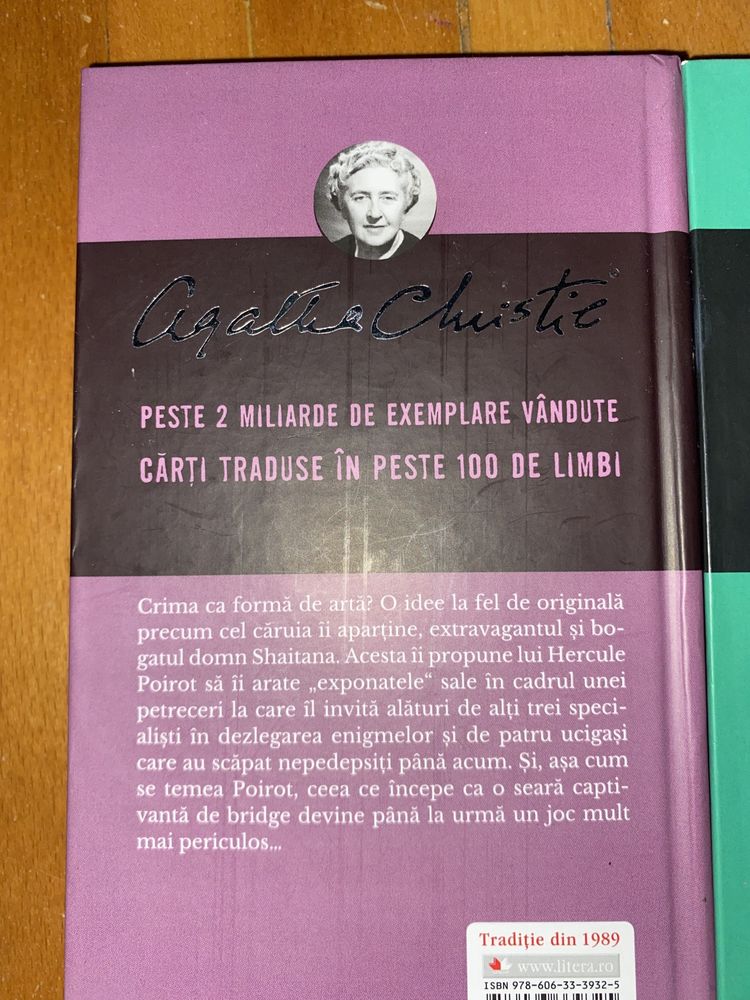 Agatha Christie®
PESTE 2 MILIARDE DE EXEMPLARE VÂNDUTE
CĂRȚI TRADUSE ÎN PESTE 100 DE LIMBI
Crima ca formă de artă? O idee la fel de originală
precum cel căruia îi aparține, extravagantul și bo-
gatul domn Shaitana. Acesta îi propune lui Hercule
Poirot să îi arate „exponatele“ sale în cadrul unei
petreceri la care îl invită alături de alți trei speci-
aliști în dezlegarea enigmelor și de patru ucigași
care au scăpat nepedepsiți până acum. Și, așa cum
se temea Poirot, ceea ce începe ca o seară capti-
vantă de bridge devine până la urmă un joc mult
mai periculos...
Tradiție din 1989
www.litera.ro
ISBN 978-606-33-3932-5